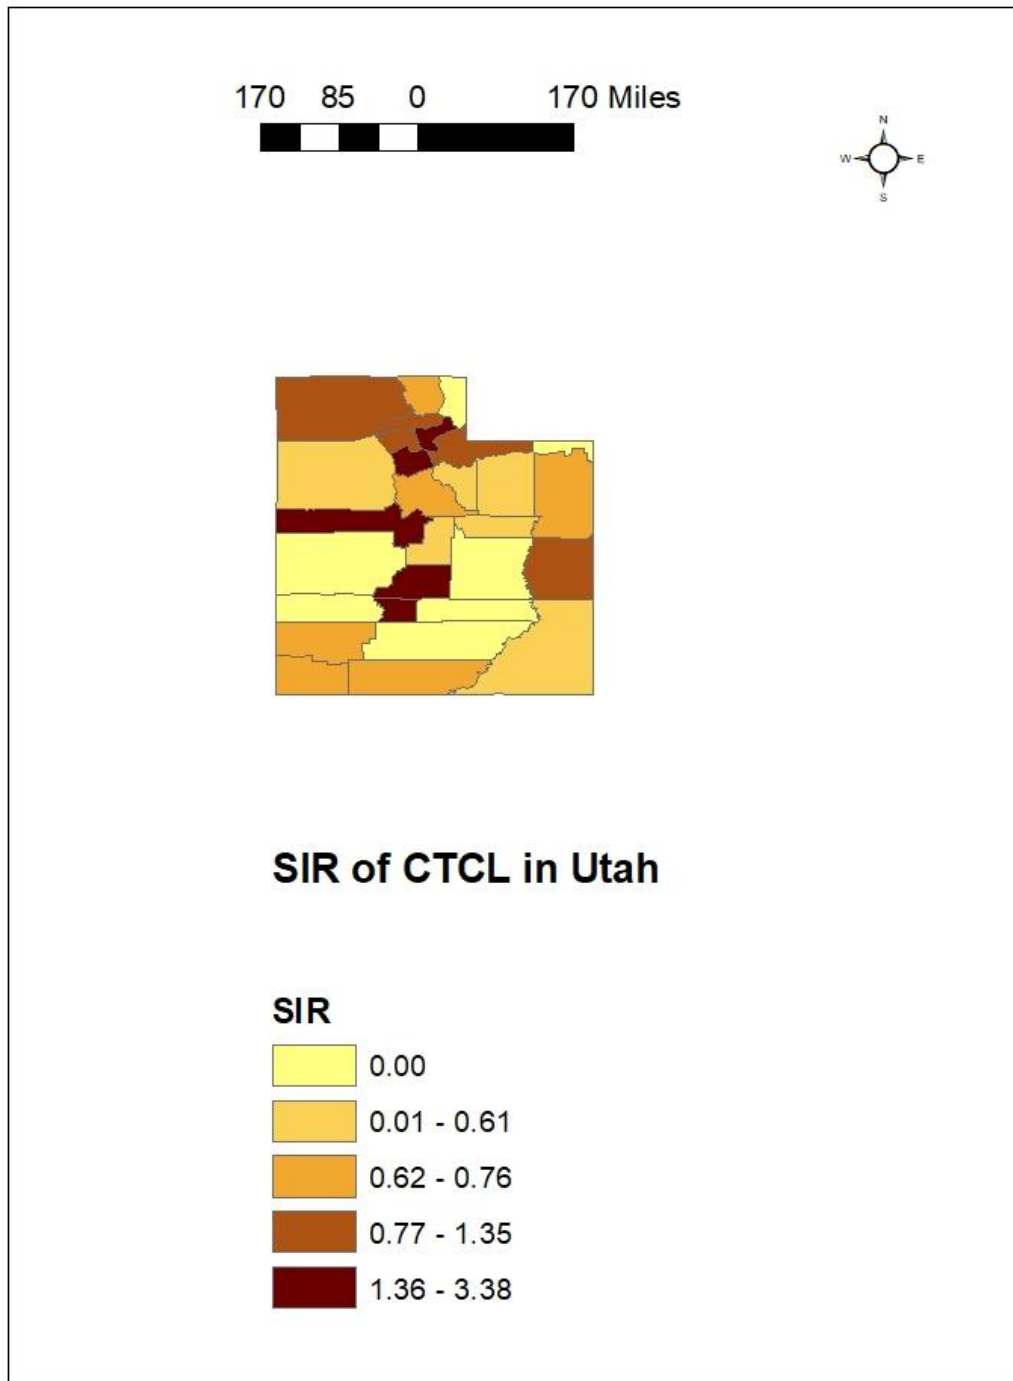 170 85 0 170 Miles
N
W E
S
SIR of CTCL in Utah
SIR
0.00
0.01 - 0.61
0.62 - 0.76
0.77 - 1.35
1.36 - 3.38